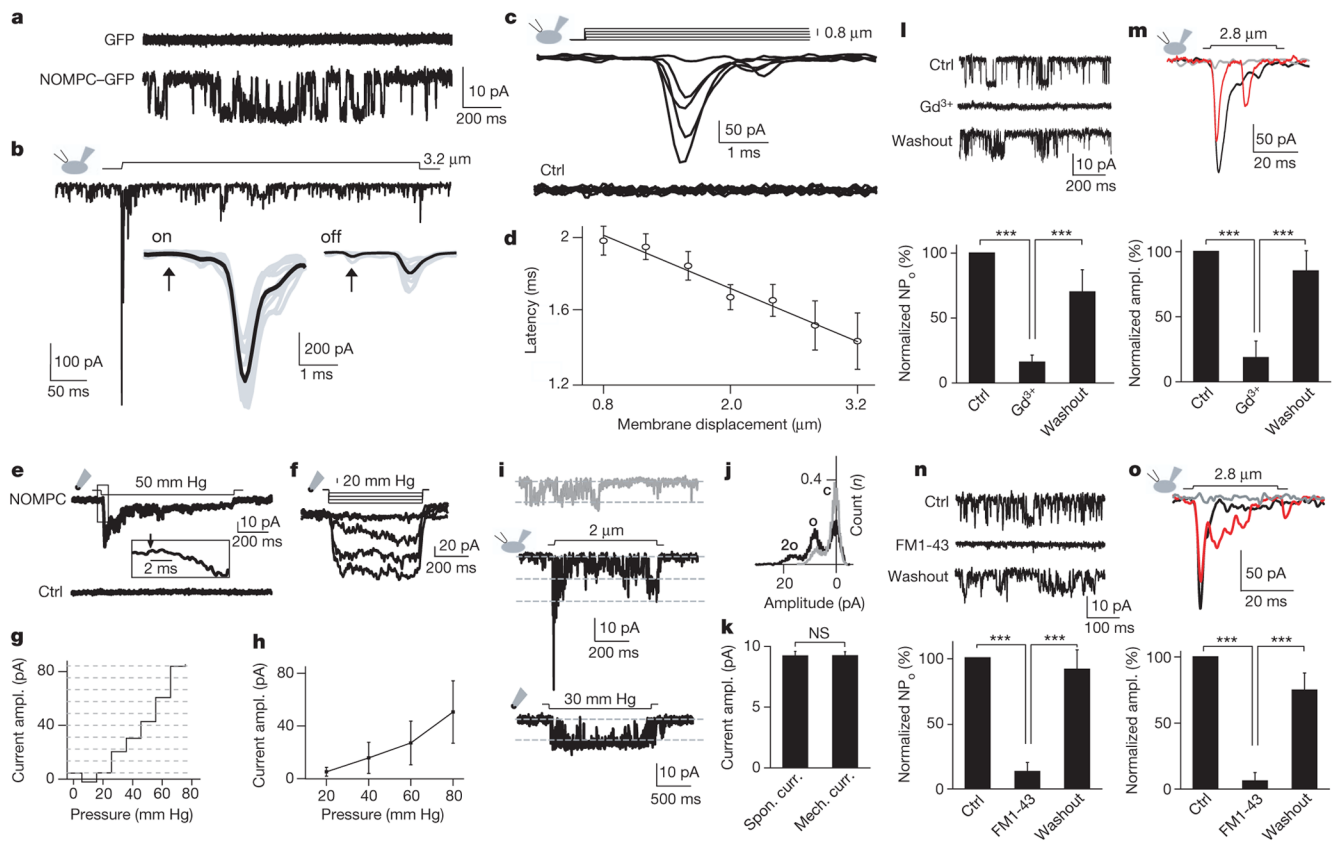 a
GFP
NOMPC–GFP
10 pA
200 ms
b
3.2 µm
on
off
100 pA
50 ms
200 pA
1 ms
c
0.8 µm
50 pA
1 ms
Ctrl
d
Latency (ms)
2
1.6
1.2
0.8
2.0
3.2
Membrane displacement (µm)
e
NOMPC
50 mm Hg
10 pA
200 ms
2 ms
Ctrl
f
20 mm Hg
20 pA
200 ms
g
Current ampl. (pA)
80
40
0
0 20 40 60 80
Pressure (mm Hg)
h
Current ampl. (pA)
80
40
0
20 40 60 80
Pressure (mm Hg)
i
2 µm
10 pA
200 ms
30 mm Hg
10 pA
500 ms
j
0.4
c
o
2o
Count (n)
20 0
Amplitude (pA)
k
NS
Current ampl. (pA)
10
5
0
Spon. curr.
Mech. curr.
l
Ctrl
Gd3+
Washout
10 pA
200 ms
*** ***
Normalized NPo (%)
100
50
0
Ctrl
Gd3+
Washout
m
2.8 µm
50 pA
20 ms
*** ***
Normalized ampl. (%)
100
50
0
Ctrl
Gd3+
Washout
n
Ctrl
FM1-43
Washout
10 pA
100 ms
*** ***
Normalized NPo (%)
100
50
0
Ctrl
FM1-43
Washout
o
2.8 µm
50 pA
20 ms
*** ***
Normalized ampl. (%)
100
50
0
Ctrl
FM1-43
Washout